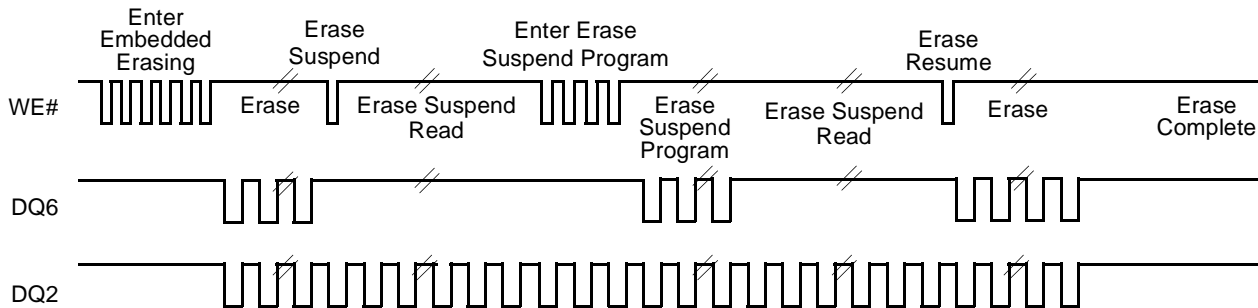 Enter
Embedded
Erasing
Erase
Suspend
Enter Erase
Suspend Program
Erase
Resume
WE#
Erase
Erase Suspend
Read
Erase
Suspend
Program
Erase Suspend
Read
Erase
Erase
Complete
DQ6
DQ2